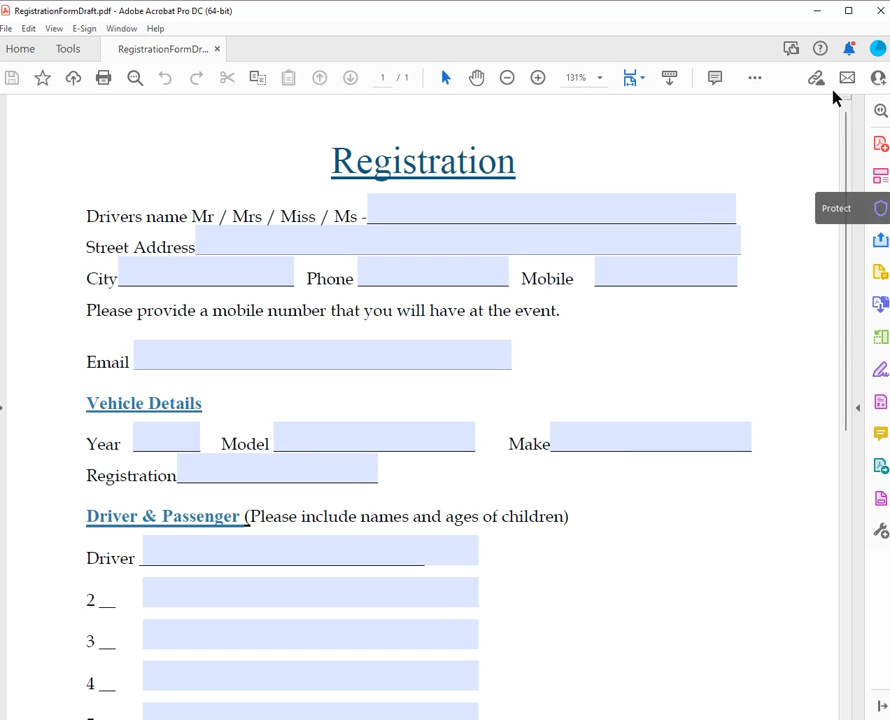 RegistrationFormDraft.pdf - Adobe Acrobat Pro DC (64-bit)
File Edit View E-Sign Window Help
Home Tools RegistrationFormDr... ×
1 / 1 131%
Registration
Drivers name Mr / Mrs / Miss / Ms -
Protect
Street Address
City Phone Mobile
Please provide a mobile number that you will have at the event.
Email
Vehicle Details
Year Model Make
Registration
Driver & Passenger (Please include names and ages of children)
Driver
2 __
3 __
4 __